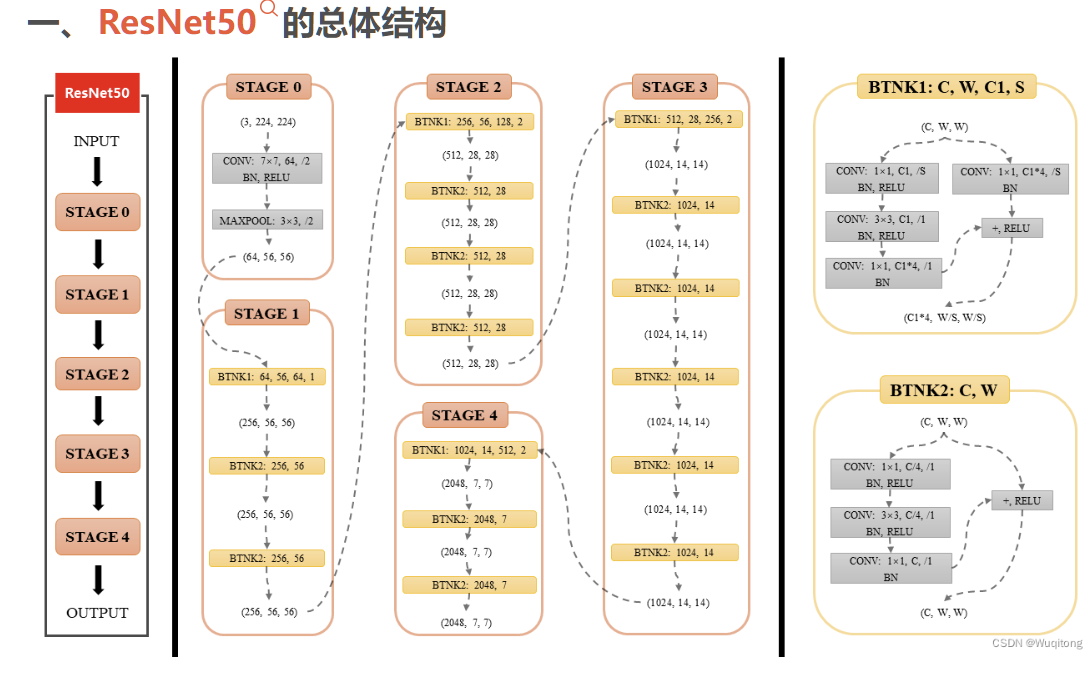 一、ResNet50的总体结构
ResNet50
INPUT
STAGE 0
STAGE 1
STAGE 2
STAGE 3
STAGE 4
OUTPUT
STAGE 0
(3, 224, 224)
CONV: 7×7, 64, /2
BN, RELU
MAXPOOL: 3×3, /2
(64, 56, 56)
STAGE 1
BTNK1: 64, 56, 64, 1
(256, 56, 56)
BTNK2: 256, 56
(256, 56, 56)
BTNK2: 256, 56
(256, 56, 56)
STAGE 2
BTNK1: 256, 56, 128, 2
(512, 28, 28)
BTNK2: 512, 28
(512, 28, 28)
BTNK2: 512, 28
(512, 28, 28)
BTNK2: 512, 28
(512, 28, 28)
STAGE 3
BTNK1: 512, 28, 256, 2
(1024, 14, 14)
BTNK2: 1024, 14
(1024, 14, 14)
BTNK2: 1024, 14
(1024, 14, 14)
BTNK2: 1024, 14
(1024, 14, 14)
BTNK2: 1024, 14
(1024, 14, 14)
BTNK2: 1024, 14
(1024, 14, 14)
STAGE 4
BTNK1: 1024, 14, 512, 2
(2048, 7, 7)
BTNK2: 2048, 7
(2048, 7, 7)
BTNK2: 2048, 7
(2048, 7, 7)
BTNK1: C, W, C1, S
(C, W, W)
CONV: 1×1, C1, /S
BN, RELU
CONV: 3×3, C1, /1
BN, RELU
CONV: 1×1, C1*4, /1
BN
CONV: 1×1, C1*4, /S
BN
+, RELU
(C1*4, W/S, W/S)
BTNK2: C, W
(C, W, W)
CONV: 1×1, C/4, /1
BN, RELU
CONV: 3×3, C/4, /1
BN, RELU
CONV: 1×1, C, /1
BN
+, RELU
(C, W, W)
CSDN @Wuqitong